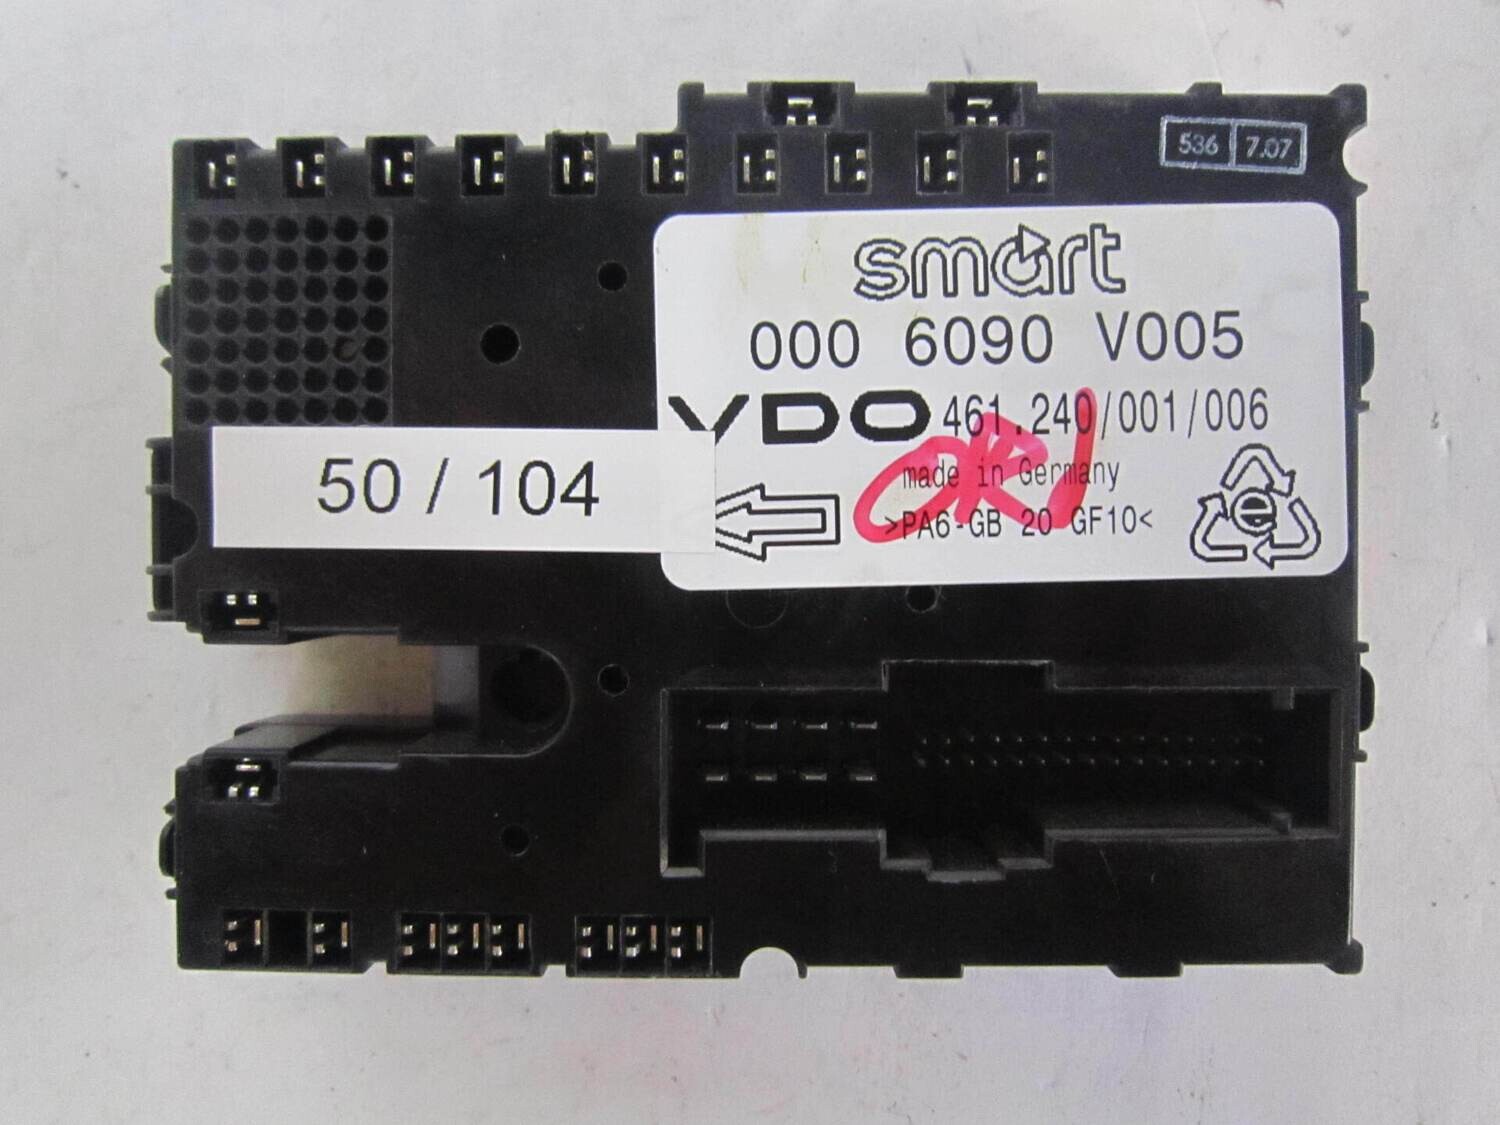 536 7.07
smart
000 6090 V005
VDO 461.240/001/006
ORI
made in Germany
>PA6-GB 20 GF10<
e
50 / 104